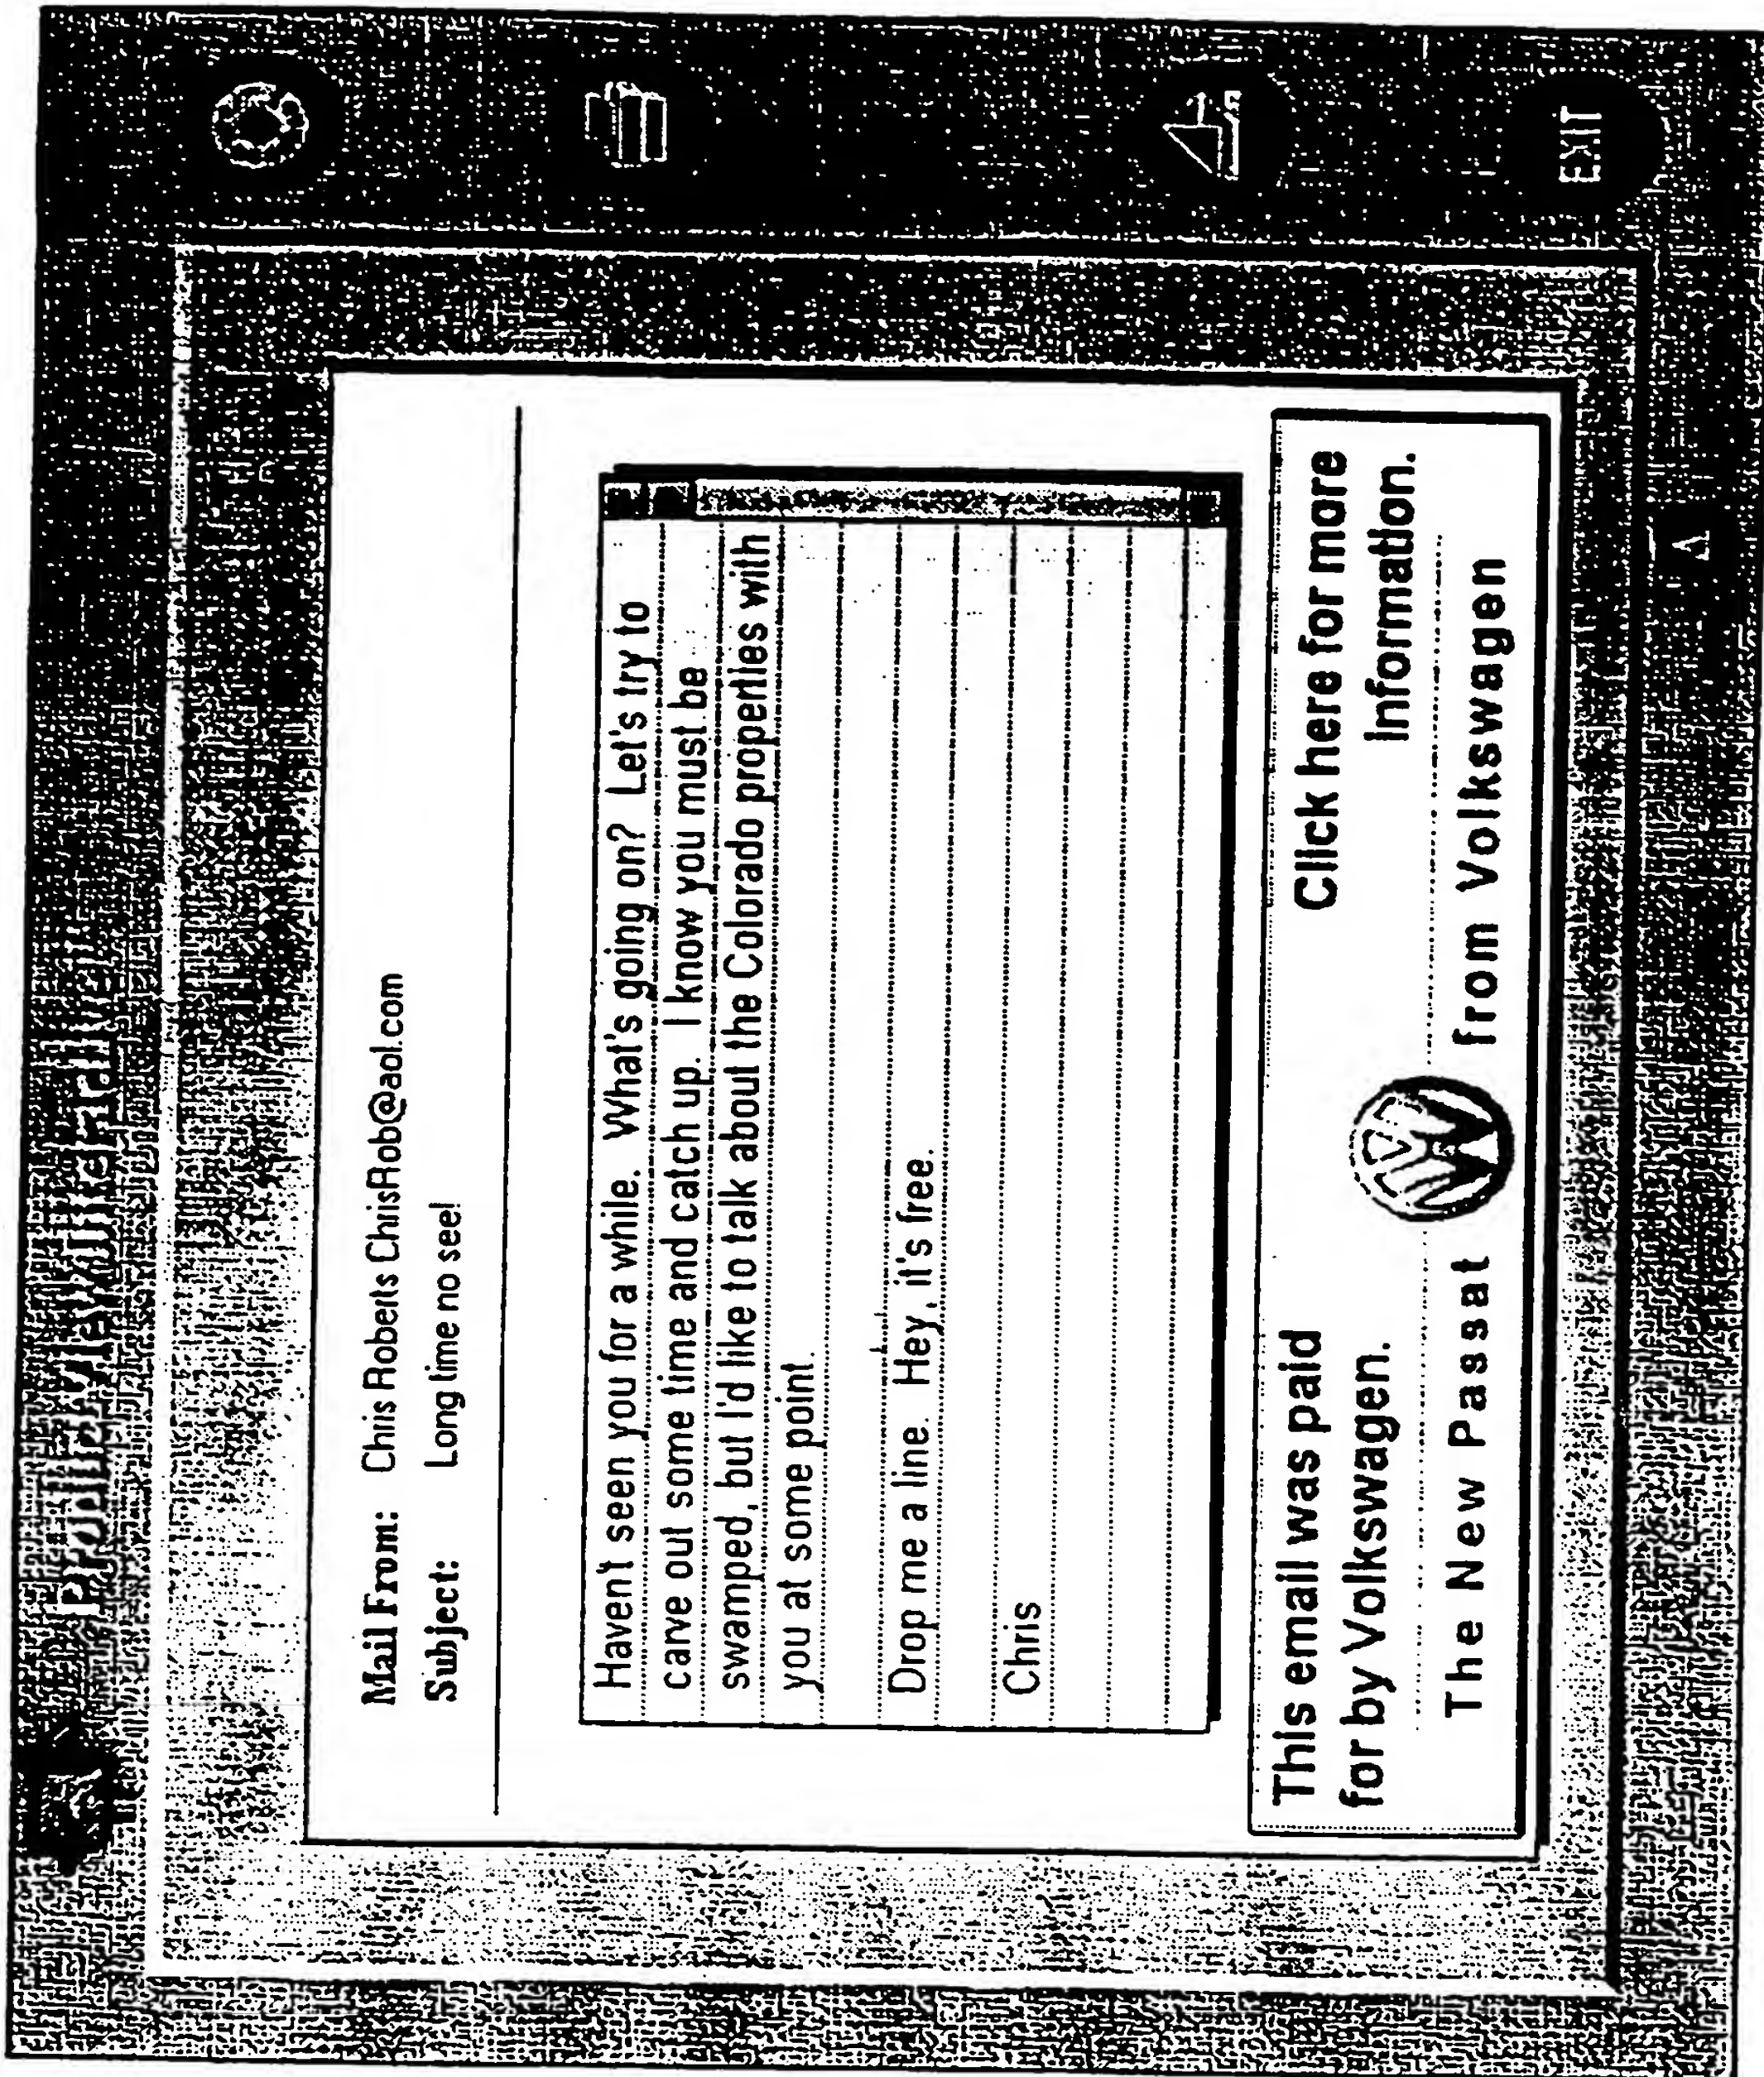 EXIT
Mail From: Chris Roberts ChrisRob@aol.com
Subject: Long time no see!
Haven't seen you for a while. What's going on? Let's try to
carve out some time and catch up. I know you must be
swamped, but I'd like to talk about the Colorado properties with
you at some point.
Drop me a line. Hey, it's free.
Chris
This email was paid
for by Volkswagen.
Click here for more
Information.
The New Passat
from Volkswagen